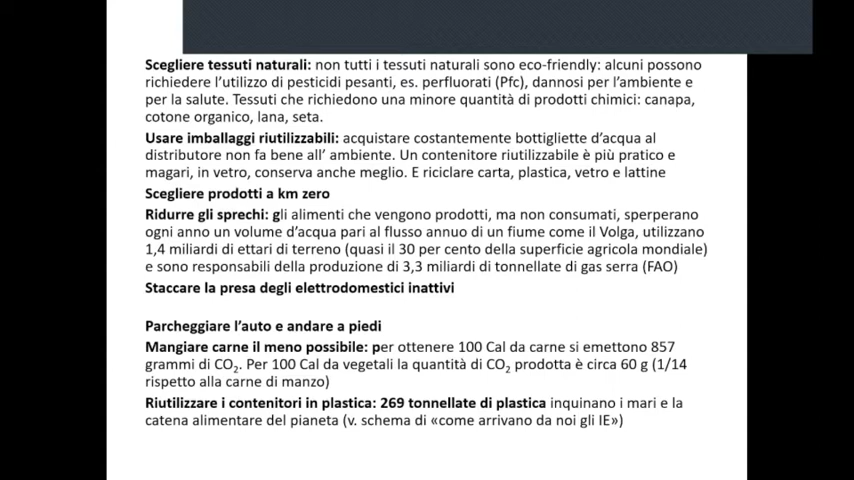 Scegliere tessuti naturali: non tutti i tessuti naturali sono eco-friendly: alcuni possono
richiedere l'utilizzo di pesticidi pesanti, es. perfluorati (Pfc), dannosi per l'ambiente e
per la salute. Tessuti che richiedono una minore quantità di prodotti chimici: canapa,
cotone organico, lana, seta.
Usare imballaggi riutilizzabili: acquistare costantemente bottigliette d'acqua al
distributore non fa bene all' ambiente. Un contenitore riutilizzabile è più pratico e
magari, in vetro, conserva anche meglio. E riciclare carta, plastica, vetro e lattine
Scegliere prodotti a km zero
Ridurre gli sprechi: gli alimenti che vengono prodotti, ma non consumati, sperperano
ogni anno un volume d'acqua pari al flusso annuo di un fiume come il Volga, utilizzano
1,4 miliardi di ettari di terreno (quasi il 30 per cento della superficie agricola mondiale)
e sono responsabili della produzione di 3,3 miliardi di tonnellate di gas serra (FAO)
Staccare la presa degli elettrodomestici inattivi
Parcheggiare l'auto e andare a piedi
Mangiare carne il meno possibile: per ottenere 100 Cal da carne si emettono 857
grammi di CO₂. Per 100 Cal da vegetali la quantità di CO₂ prodotta è circa 60 g (1/14
rispetto alla carne di manzo)
Riutilizzare i contenitori in plastica: 269 tonnellate di plastica inquinano i mari e la
catena alimentare del pianeta (v. schema di «come arrivano da noi gli IE»)